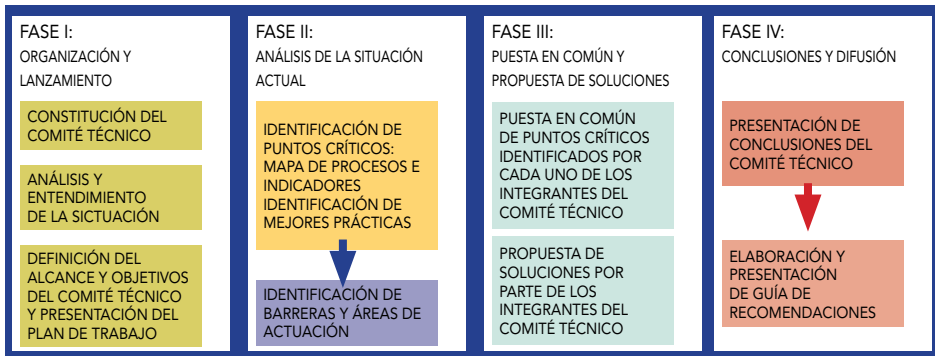 FASE I:
ORGANIZACIÓN Y
LANZAMIENTO
CONSTITUCIÓN DEL
COMITÉ TÉCNICO
ANÁLISIS Y
ENTENDIMIENTO
DE LA SICTUACIÓN
DEFINICIÓN DEL
ALCANCE Y OBJETIVOS
DEL COMITÉ TÉCNICO
Y PRESENTACIÓN DEL
PLAN DE TRABAJO
FASE II:
ANÁLISIS DE LA SITUACIÓN
ACTUAL
IDENTIFICACIÓN DE
PUNTOS CRÍTICOS:
MAPA DE PROCESOS E
INDICADORES
IDENTIFICACIÓN DE
MEJORES PRÁCTICAS
IDENTIFICACIÓN DE
BARRERAS Y ÁREAS DE
ACTUACIÓN
FASE III:
PUESTA EN COMÚN Y
PROPUESTA DE SOLUCIONES
PUESTA EN COMÚN
DE PUNTOS CRÍTICOS
IDENTIFICADOS POR
CADA UNO DE LOS
INTEGRANTES DEL
COMITÉ TÉCNICO
PROPUESTA DE
SOLUCIONES POR
PARTE DE LOS
INTEGRANTES DEL
COMITÉ TÉCNICO
FASE IV:
CONCLUSIONES Y DIFUSIÓN
PRESENTACIÓN DE
CONCLUSIONES DEL
COMITÉ TÉCNICO
ELABORACIÓN Y
PRESENTACIÓN
DE GUÍA DE
RECOMENDACIONES